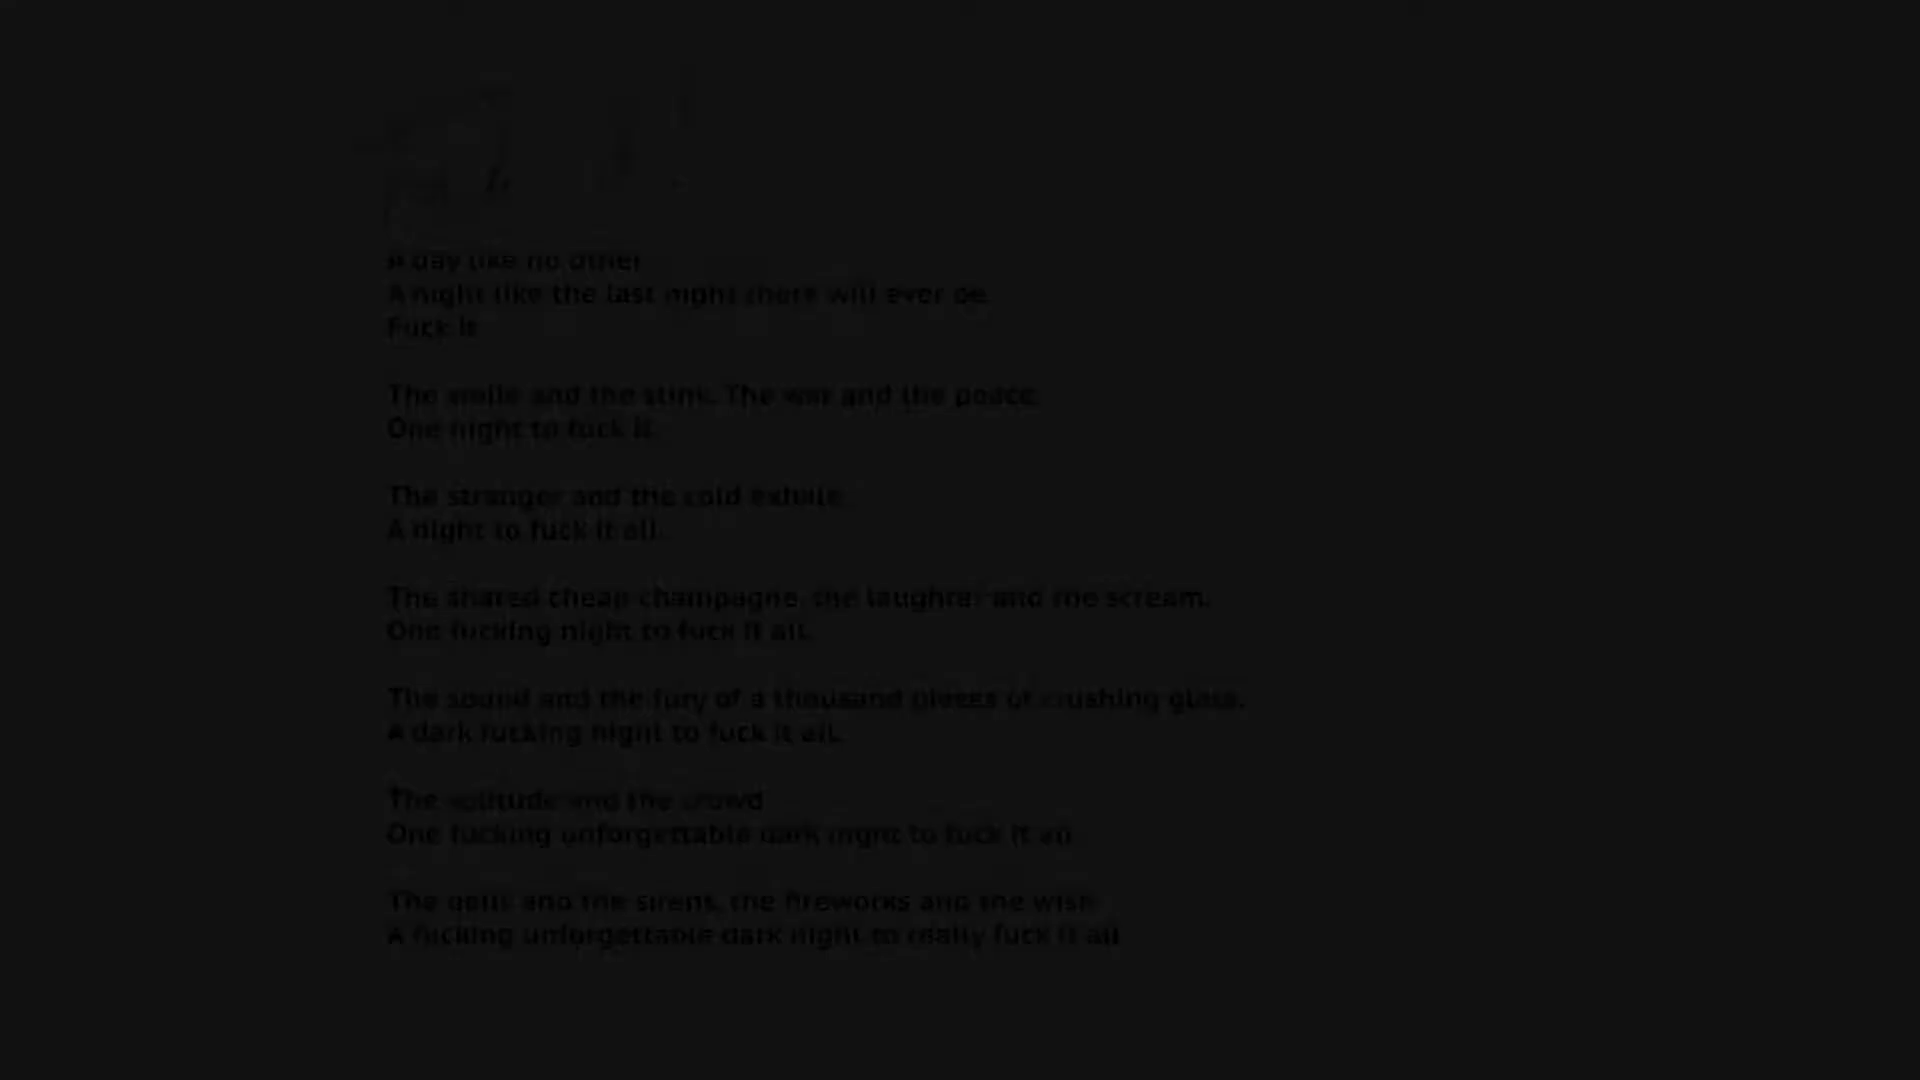 A day like no other
A night like the last night there will ever be
Fuck it
The smile and the stink. The war and the peace.
One night to fuck it.
The stranger and the cold exhale
A night to fuck it all.
The shared cheap champagne, the laughter and the scream.
One fucking night to fuck it all.
The sound and the fury of a thousand pieces of crushing glass.
A dark fucking night to fuck it all.
The solitude and the crowd
One fucking unforgettable dark night to fuck it all
The and the sirens, the fireworks and the wish
A fucking unforgettable dark night to really fuck it all